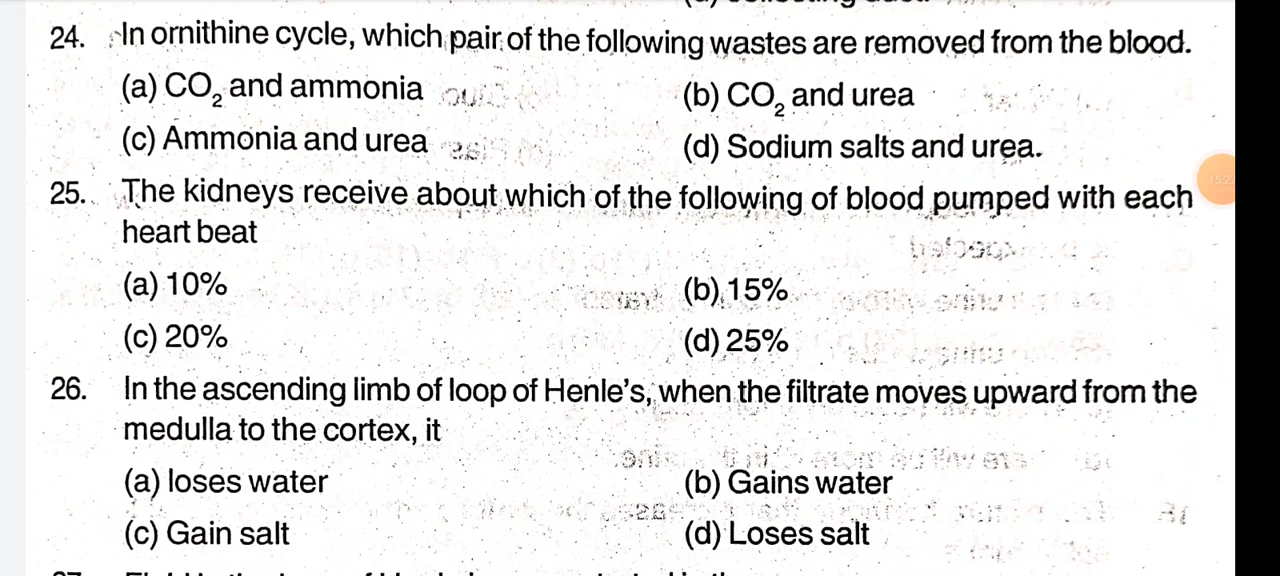 24. In ornithine cycle, which pair of the following wastes are removed from the blood.
(a) CO₂ and ammonia (b) CO₂ and urea
(c) Ammonia and urea (d) Sodium salts and urea.
25. The kidneys receive about which of the following of blood pumped with each
heart beat
(a) 10% (b) 15%
(c) 20% (d) 25%
26. In the ascending limb of loop of Henle's, when the filtrate moves upward from the
medulla to the cortex, it
(a) loses water (b) Gains water
(c) Gain salt (d) Loses salt